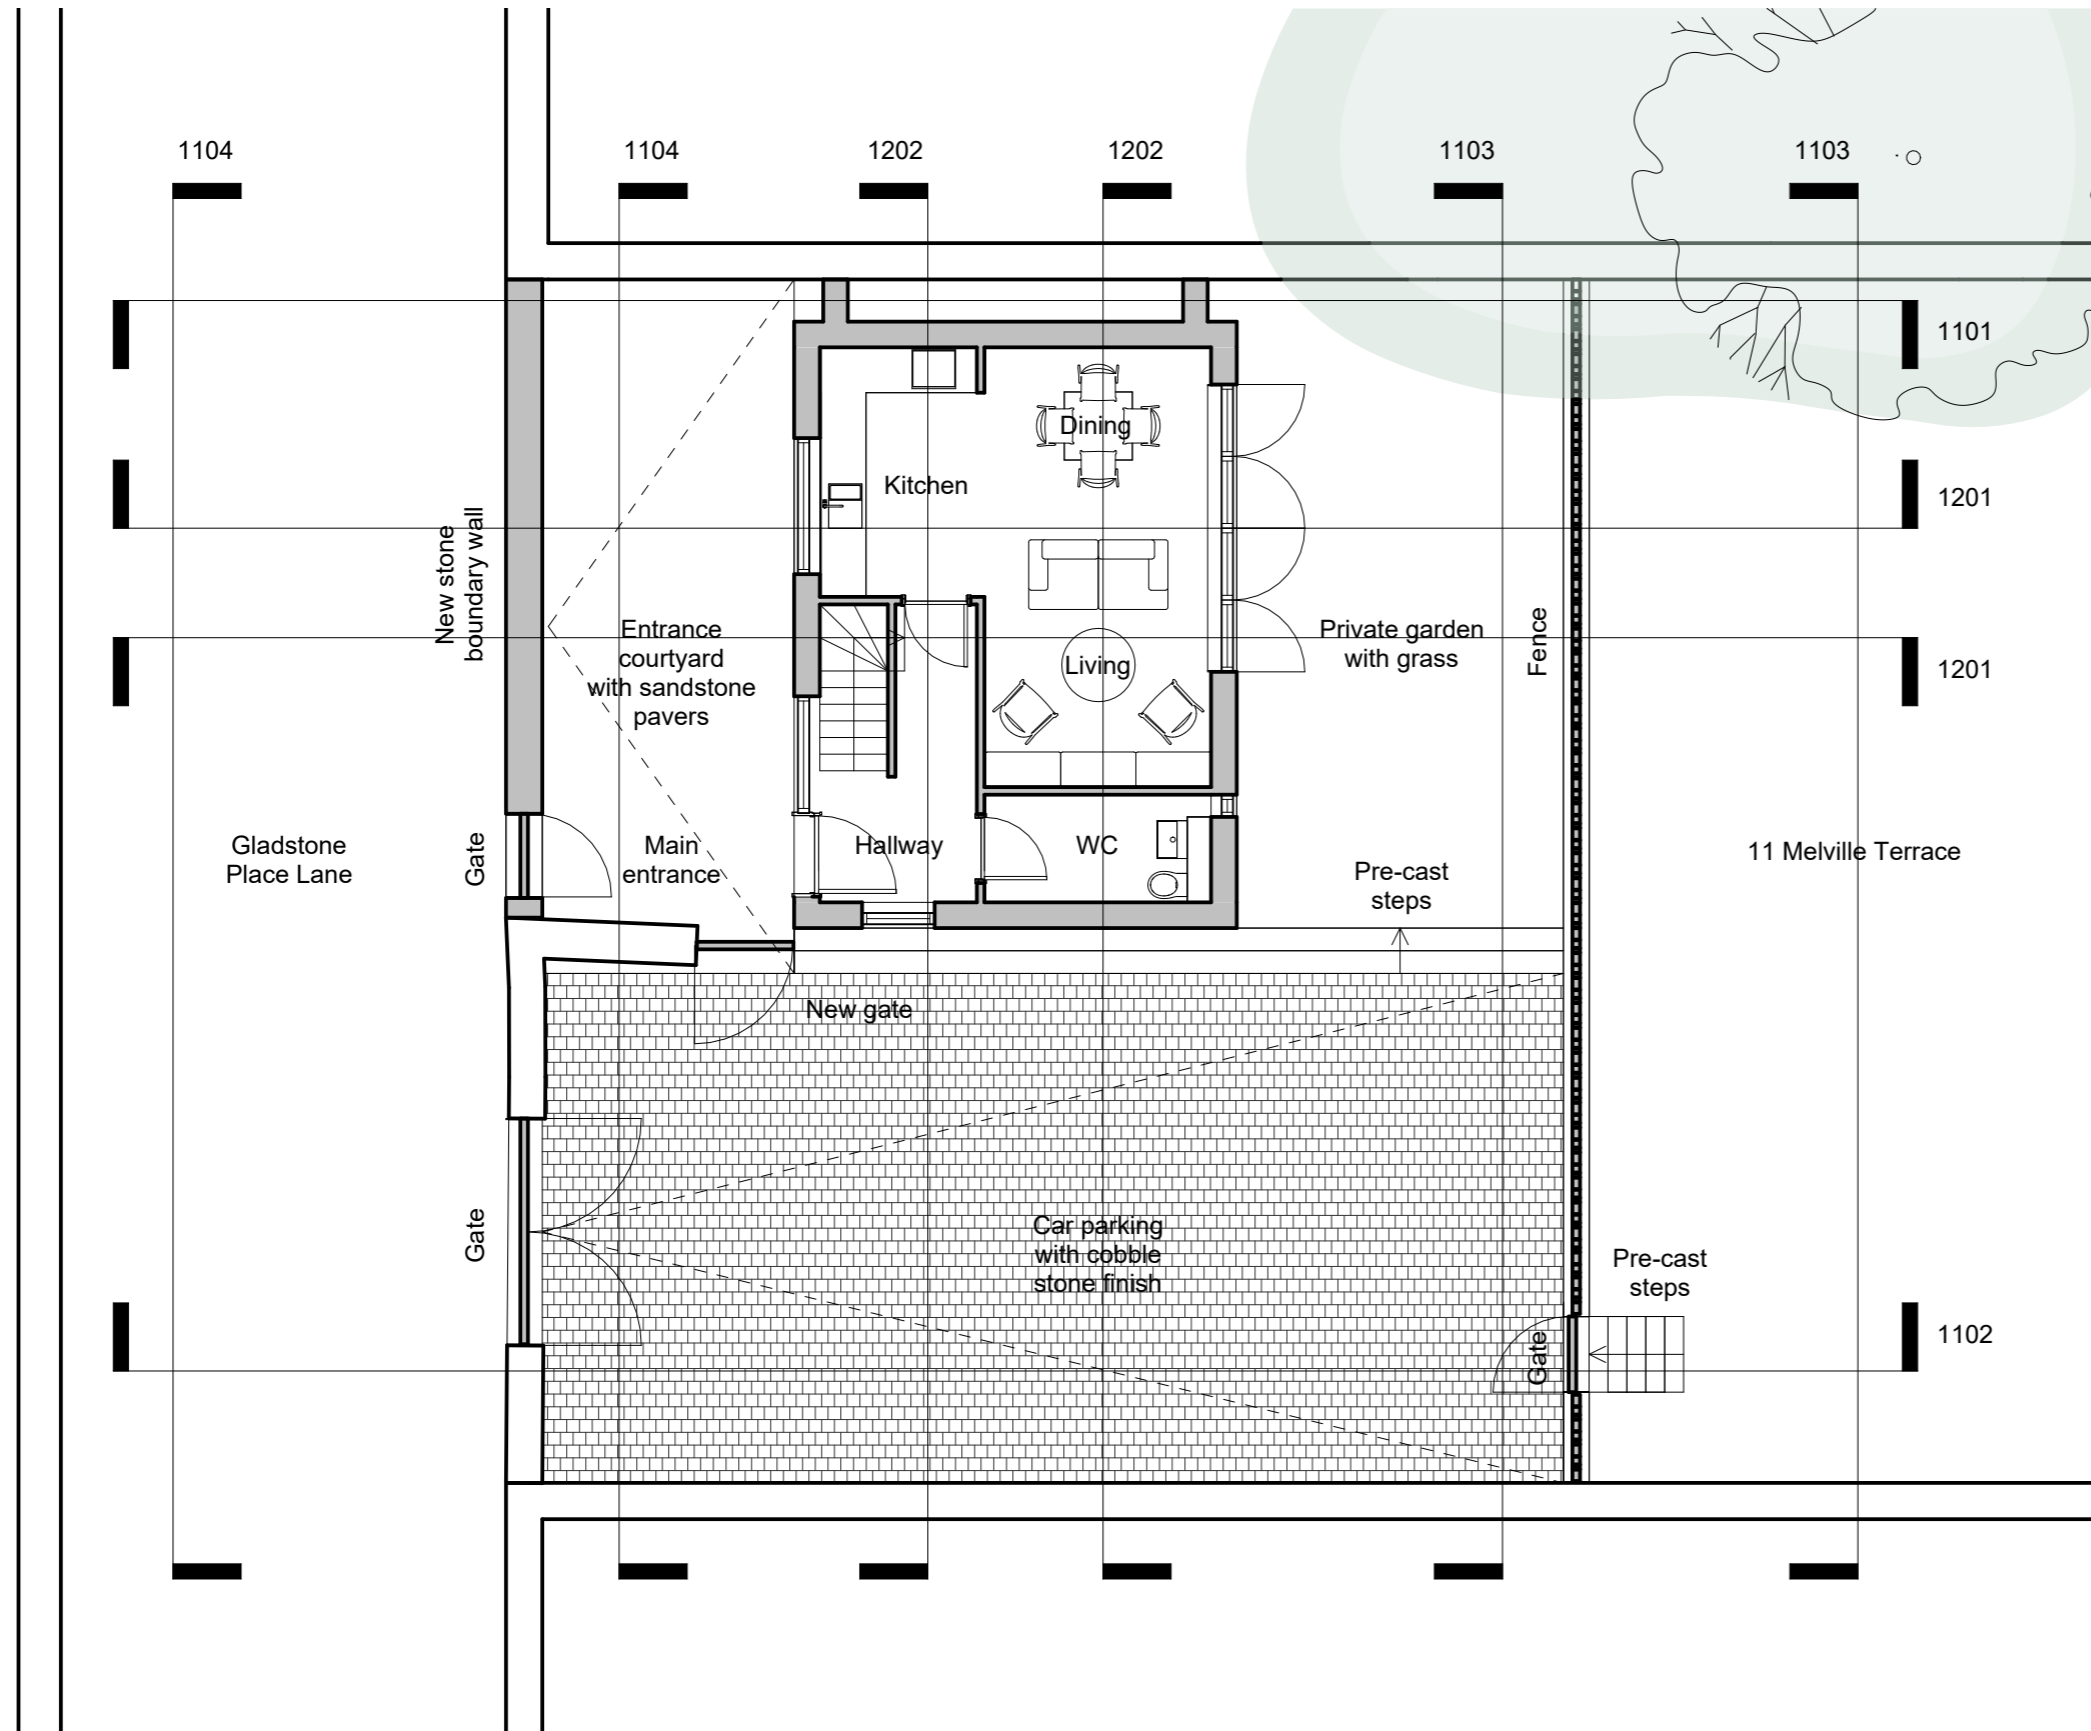 1104
1104
1202
1202
1103
1103
1101
1201
1201
1102
New stone
boundary wall
Entrance
courtyard
with sandstone
pavers
Kitchen
Dining
Living
Private garden
with grass
Fence
Gladstone
Place Lane
Gate
Main
entrance
Hallway
WC
Pre-cast
steps
11 Melville Terrace
New gate
Gate
Car parking
with cobble
stone finish
Gate
Pre-cast
steps